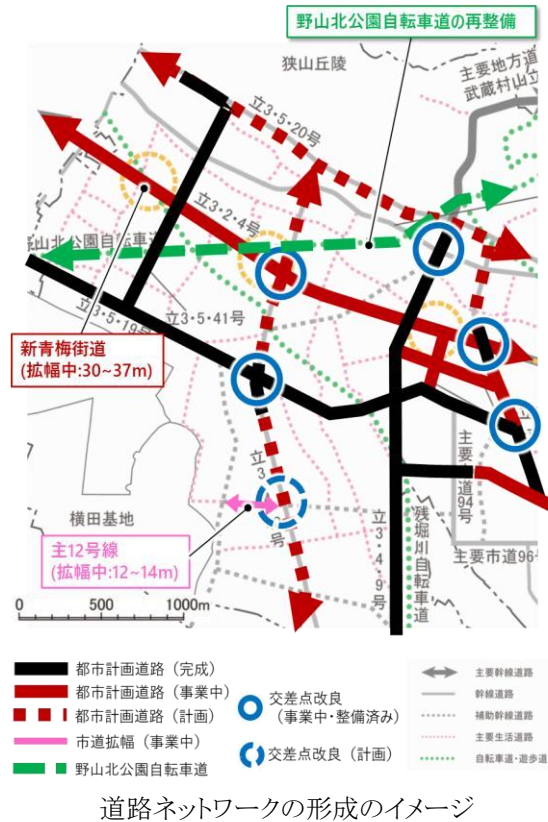 野山北公園自転車道の再整備
狭山丘陵
主要地方道
武蔵村山立
立・3・5・20号
立・3・2・4号
野山北公園自転車道
立・3・5・19号
立3・5・41号
新青梅街道
(拡幅中:30~37m)
立3
号
横田基地
主12号線
(拡幅中:12~14m)
立・3・4・9号
残堀川自転車道
主要市道94号
主要市道96号
0 500 1000m
都市計画道路（完成）
都市計画道路（事業中）
都市計画道路（計画）
市道拡幅（事業中）
野山北公園自転車道
交差点改良
（事業中・整備済み）
交差点改良（計画）
主要幹線道路
幹線道路
補助幹線道路
主要生活道路
自転車道・遊歩道
道路ネットワークの形成のイメージ